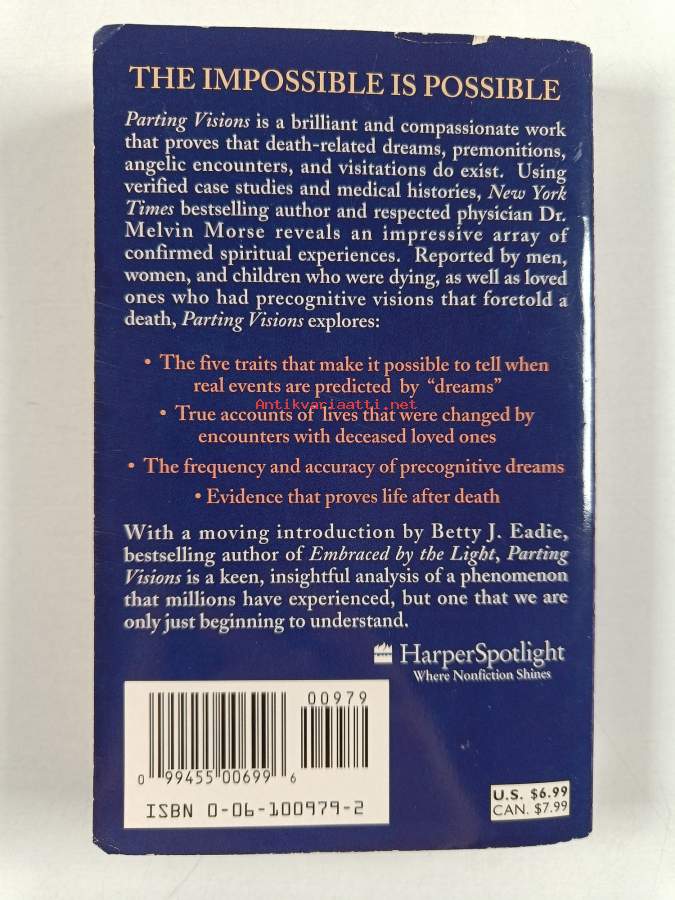 THE IMPOSSIBLE IS POSSIBLE
Parting Visions is a brilliant and compassionate work
that proves that death-related dreams, premonitions,
angelic encounters, and visitations do exist. Using
verified case studies and medical histories, New York
Times bestselling author and respected physician Dr.
Melvin Morse reveals an impressive array of
confirmed spiritual experiences. Reported by men,
women, and children who were dying, as well as loved
ones who had precognitive visions that foretold a
death, Parting Visions explores:
• The five traits that make it possible to tell when
real events are predicted by “dreams”
Antikvariaatti.net
• True accounts of lives that were changed by
encounters with deceased loved ones
• The frequency and accuracy of precognitive dreams
• Evidence that proves life after death
With a moving introduction by Betty J. Eadie,
bestselling author of Embraced by the Light, Parting
Visions is a keen, insightful analysis of a phenomenon
that millions have experienced, but one that we are
only just beginning to understand.
HarperSpotlight
Where Nonfiction Shines
00979
0 99455 00699 6
ISBN 0-06-100979-2
U.S. $6.99
CAN. $7.99